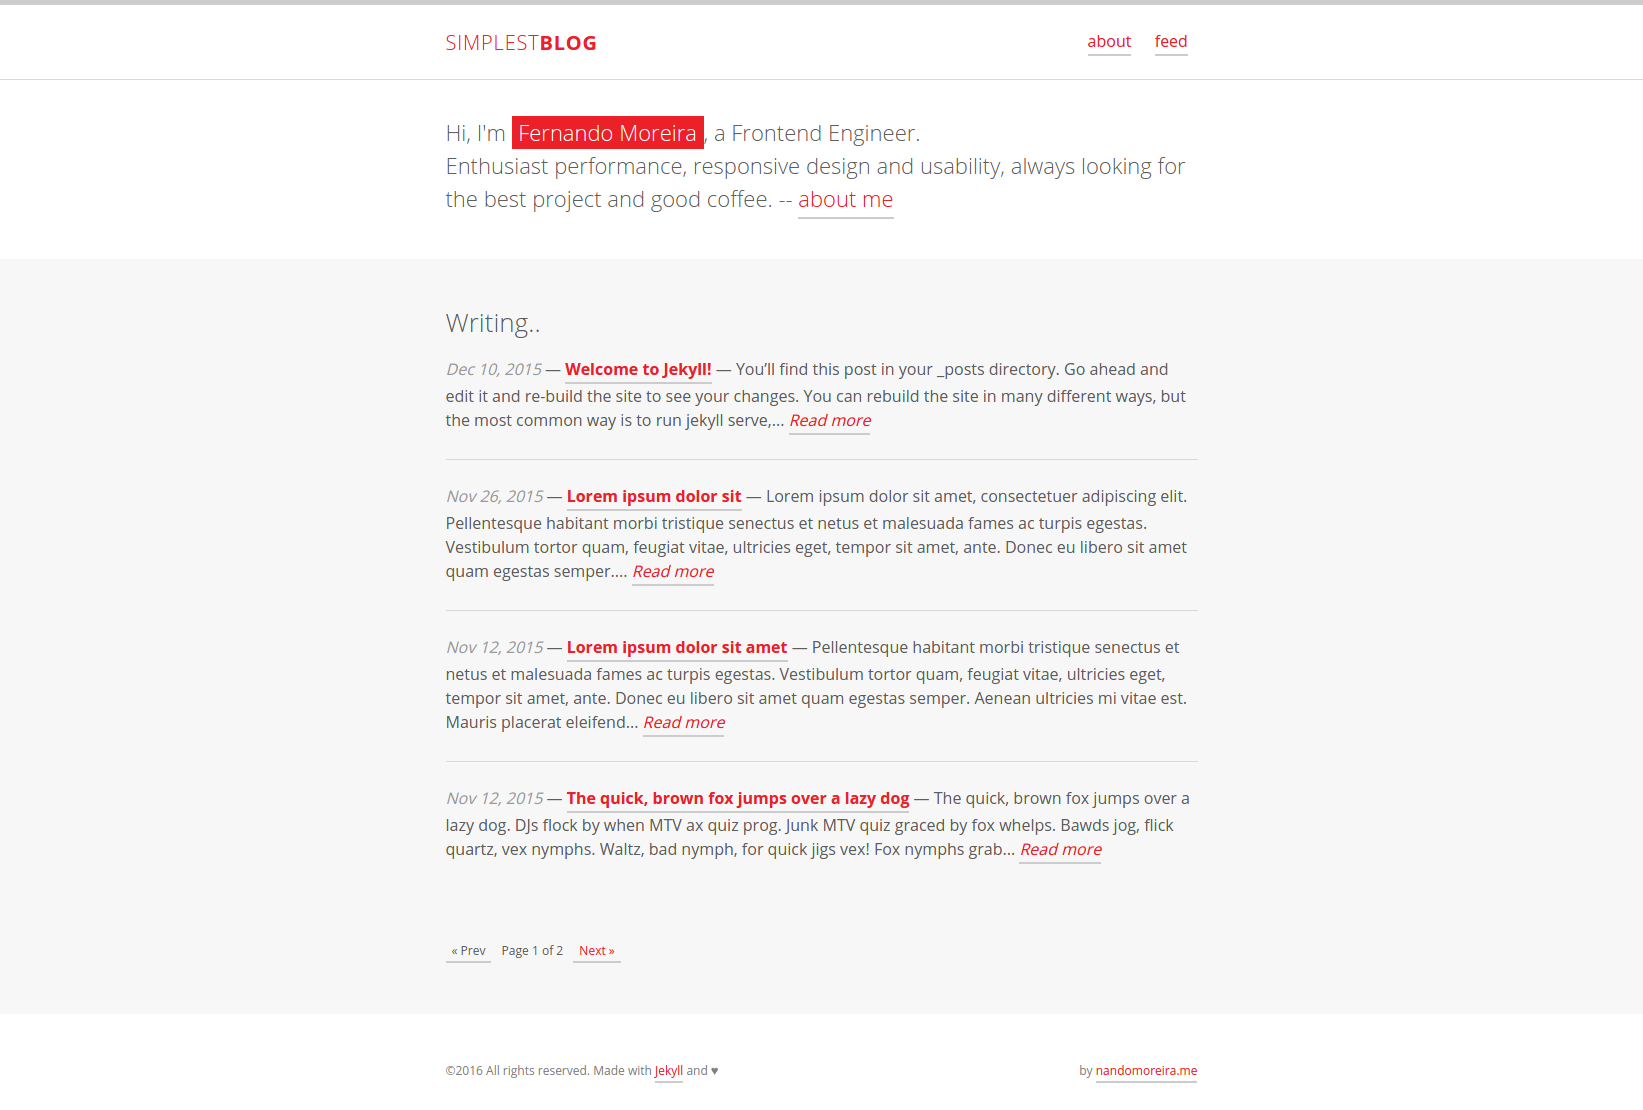 SIMPLESTBLOG
about feed
Hi, I'm Fernando Moreira, a Frontend Engineer.
Enthusiast performance, responsive design and usability, always looking for
the best project and good coffee. -- about me
Writing..
Dec 10, 2015 — Welcome to Jekyll! — You’ll find this post in your _posts directory. Go ahead and
edit it and re-build the site to see your changes. You can rebuild the site in many different ways, but
the most common way is to run jekyll serve,... Read more
Nov 26, 2015 — Lorem ipsum dolor sit — Lorem ipsum dolor sit amet, consectetuer adipiscing elit.
Pellentesque habitant morbi tristique senectus et netus et malesuada fames ac turpis egestas.
Vestibulum tortor quam, feugiat vitae, ultricies eget, tempor sit amet, ante. Donec eu libero sit amet
quam egestas semper.... Read more
Nov 12, 2015 — Lorem ipsum dolor sit amet — Pellentesque habitant morbi tristique senectus et
netus et malesuada fames ac turpis egestas. Vestibulum tortor quam, feugiat vitae, ultricies eget,
tempor sit amet, ante. Donec eu libero sit amet quam egestas semper. Aenean ultricies mi vitae est.
Mauris placerat eleifend... Read more
Nov 12, 2015 — The quick, brown fox jumps over a lazy dog — The quick, brown fox jumps over a
lazy dog. DJs flock by when MTV ax quiz prog. Junk MTV quiz graced by fox whelps. Bawds jog, flick
quartz, vex nymphs. Waltz, bad nymph, for quick jigs vex! Fox nymphs grab... Read more
« Prev Page 1 of 2 Next »
©2016 All rights reserved. Made with Jekyll and ♥
by nandomoreira.me